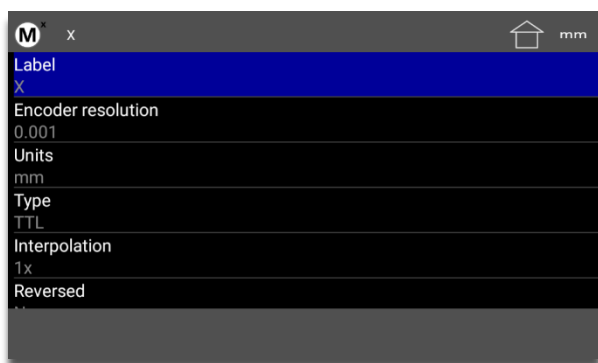 M x x mm
Label
X
Encoder resolution
0.001
Units
mm
Type
TTL
Interpolation
1x
Reversed